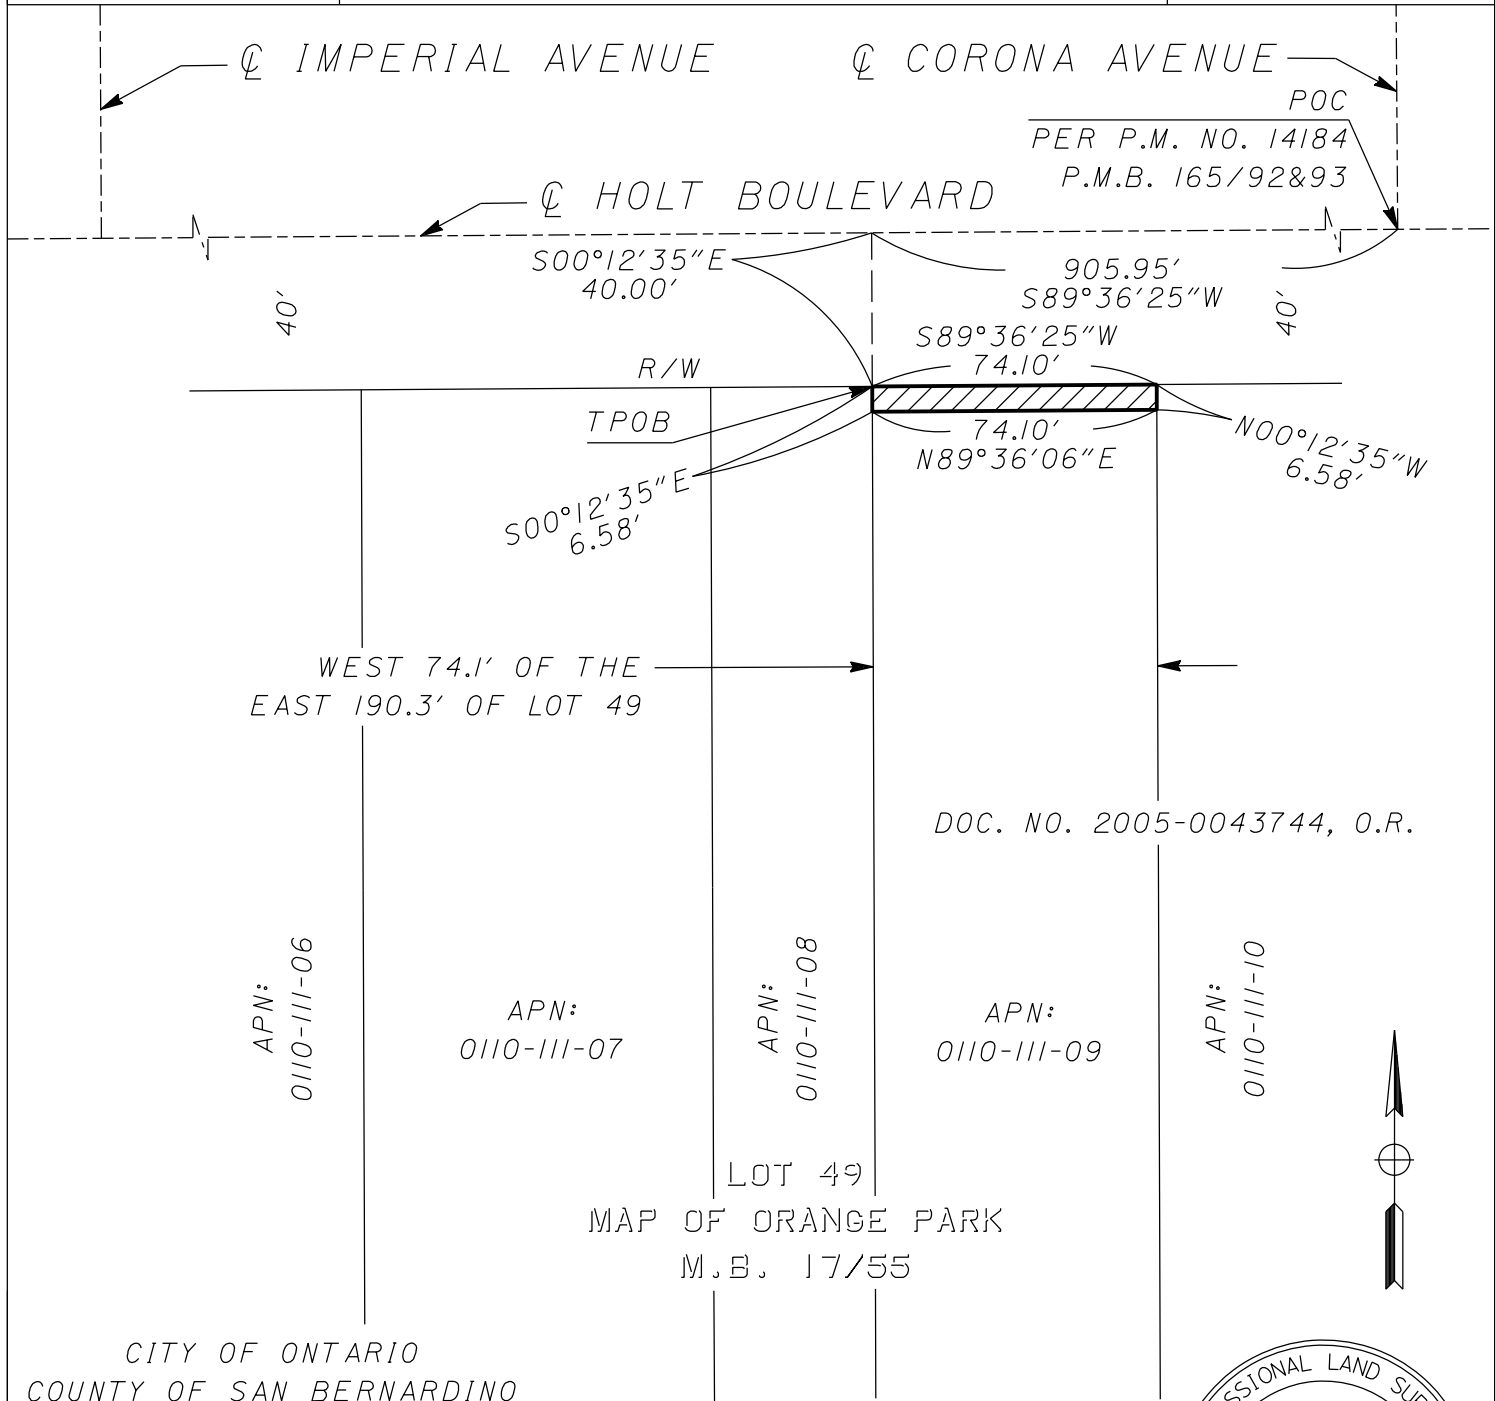 ℄ IMPERIAL AVENUE
℄ CORONA AVENUE
POC
PER P.M. NO. 14184
P.M.B. 165/92&93
℄ HOLT BOULEVARD
S00°12'35"E
40.00'
905.95'
S89°36'25"W
40'
40'
S89°36'25"W
74.10'
R/W
TPOB
74.10'
N89°36'06"E
N00°12'35"W
6.58'
S00°12'35"E
6.58'
WEST 74.1' OF THE
EAST 190.3' OF LOT 49
DOC. NO. 2005-0043744, O.R.
APN:
0110-111-06
APN:
0110-111-07
APN:
0110-111-08
APN:
0110-111-09
APN:
0110-111-10
LOT 49
MAP OF ORANGE PARK
M.B. 17/55
CITY OF ONTARIO
COUNTY OF SAN BERNARDINO
SSIONAL LAND SUR